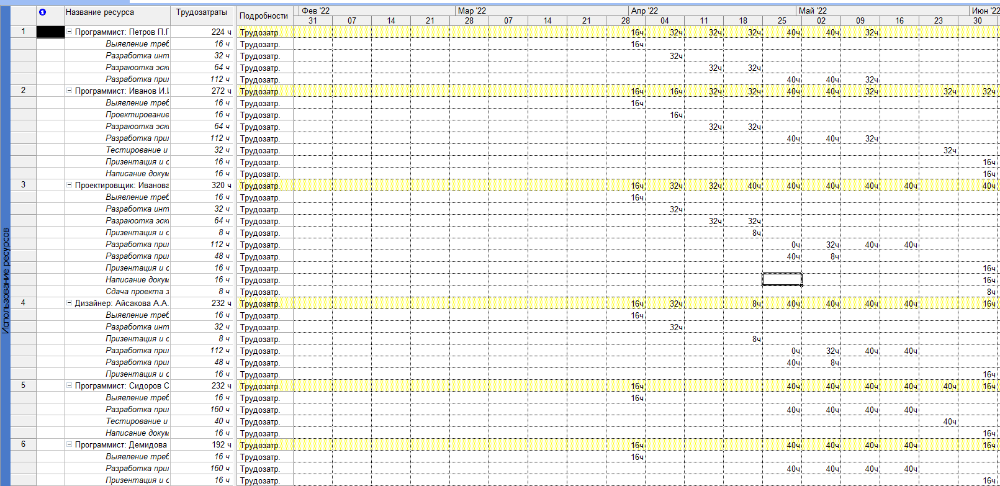 Название ресурса Трудозатраты Подробности Фев '22 Мар '22 Апр '22 Май '22 Июн '22
31 07 14 21 28 07 14 21 28 04 11 18 25 02 09 16 23 30
1 Программист: Петров П.Г 224 ч Трудозатр. 16ч 32ч 32ч 32ч 40ч 40ч 32ч
Выявление треб 16 ч Трудозатр. 16ч
Разработка инт 32 ч Трудозатр. 32ч
Разраюотка эск 64 ч Трудозатр. 32ч 32ч
Разработка при 112 ч Трудозатр. 40ч 40ч 32ч
2 Программист: Иванов И.И 272 ч Трудозатр. 16ч 16ч 32ч 32ч 40ч 40ч 32ч 32ч 32ч
Выявление треб 16 ч Трудозатр. 16ч
Проектирование 16 ч Трудозатр. 16ч
Разраюотка эск 64 ч Трудозатр. 32ч 32ч
Разработка при 112 ч Трудозатр. 40ч 40ч 32ч
Тестирование и 32 ч Трудозатр. 32ч
Призентация и с 16 ч Трудозатр. 16ч
Написание докум 16 ч Трудозатр. 16ч
3 Проектировщик: Иванова 320 ч Трудозатр. 16ч 32ч 32ч 40ч 40ч 40ч 40ч 40ч 40ч
Выявление треб 16 ч Трудозатр. 16ч
Разработка инт 32 ч Трудозатр. 32ч
Разраюотка эск 64 ч Трудозатр. 32ч 32ч
Призентация и с 8 ч Трудозатр. 8ч
Разработка при 112 ч Трудозатр. 0ч 32ч 40ч 40ч
Разработка при 48 ч Трудозатр. 40ч 8ч
Призентация и с 16 ч Трудозатр. 16ч
Написание докум 16 ч Трудозатр. 16ч
Сдача проекта з 8 ч Трудозатр. 8ч
4 Дизайнер: Айсакова А.А. 232 ч Трудозатр. 16ч 32ч 8ч 40ч 40ч 40ч 40ч 16ч
Выявление треб 16 ч Трудозатр. 16ч
Разработка инт 32 ч Трудозатр. 32ч
Призентация и с 8 ч Трудозатр. 8ч
Разработка при 112 ч Трудозатр. 0ч 32ч 40ч 40ч
Разработка при 48 ч Трудозатр. 40ч 8ч
Призентация и с 16 ч Трудозатр. 16ч
5 Программист: Сидоров С 232 ч Трудозатр. 16ч 40ч 40ч 40ч 40ч 40ч 16ч
Выявление треб 16 ч Трудозатр. 16ч
Разработка при 160 ч Трудозатр. 40ч 40ч 40ч 40ч
Тестирование и 40 ч Трудозатр. 40ч
Написание докум 16 ч Трудозатр. 16ч
6 Программист: Демидова 192 ч Трудозатр. 16ч 40ч 40ч 40ч 40ч 16ч
Выявление треб 16 ч Трудозатр. 16ч
Разработка при 160 ч Трудозатр. 40ч 40ч 40ч 40ч
Призентация и с 16 ч Трудозатр. 16ч
Использование ресурсов